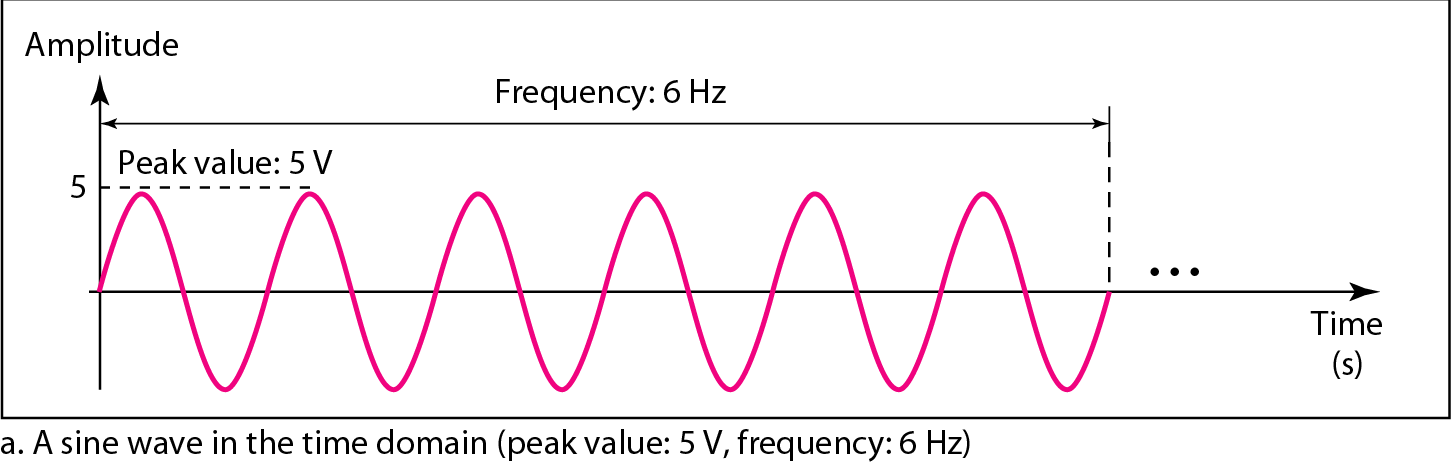 Amplitude
Frequency: 6 Hz
Peak value: 5 V
5
...
Time
(s)
a. A sine wave in the time domain (peak value: 5 V, frequency: 6 Hz)